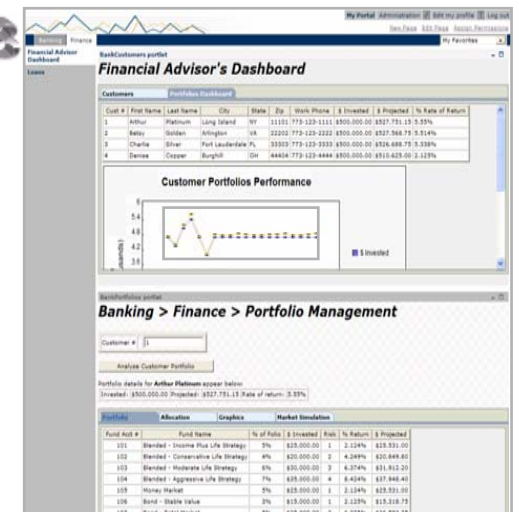 My Portal Administration Edit my profile Log out
New Page Edit Page Assign Permissions
Banking Finance My Favorites
Financial Advisor Dashboard
Loans
BankCustomers portlet
Financial Advisor's Dashboard
Customers Portfolios Dashboard
Cust # First Name Last Name City State Zip Work Phone $ Invested $ Projected % Rate of Return
1 Arthur Platinum Long Island NY 11101 773-123-1111 $500,000.00 $527,751.15 5.55%
2 Betsy Golden Arlington VA 22202 773-123-2222 $500,000.00 $527,568.75 5.514%
3 Charlie Silver Fort Lauderdale FL 33303 773-123-3333 $500,000.00 $526,688.75 5.338%
4 Denise Copper Burghill OH 44404 773-123-4444 $500,000.00 $510,625.00 2.125%
Customer Portfolios Performance
6
5.4
4.8
4.2
3.6
$ Invested
BankPortfolios portlet
Banking > Finance > Portfolio Management
Customer # 1
Analyze Customer Portfolio
Portfolio details for Arthur Platinum appear below
Invested: $500,000.00 Projected: $527,751.15 Rate of return: 5.55%
Portfolio Allocation Graphics Market Simulation
Fund Acct # Fund Name % of Folio $ Invested Risk % Return $ Projected
101 Blended - Income Plus Life Strategy 5% $25,000.00 1 2.124% $25,531.00
102 Blended - Conservative Life Strategy 4% $20,000.00 2 4.249% $20,849.80
103 Blended - Moderate Life Strategy 6% $30,000.00 3 6.374% $31,912.20
104 Blended - Aggressive Life Strategy 7% $35,000.00 4 8.424% $37,948.40
105 Money Market 5% $25,000.00 1 2.124% $25,531.00
106 Bond - Stable Value 3% $15,000.00 1 2.125% $15,318.75